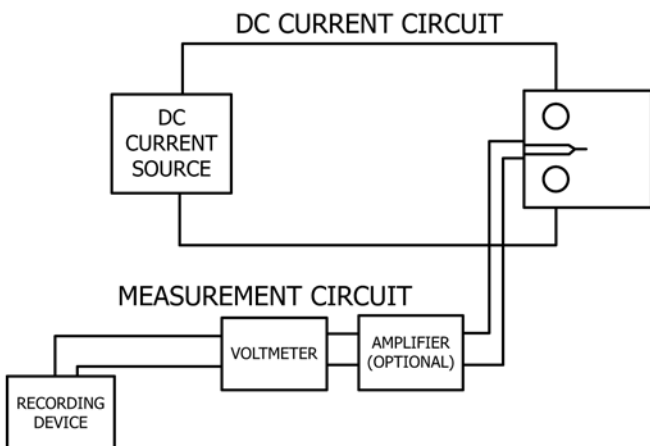 DC CURRENT CIRCUIT
DC
CURRENT
SOURCE
MEASUREMENT CIRCUIT
VOLTMETER
AMPLIFIER
(OPTIONAL)
RECORDING
DEVICE